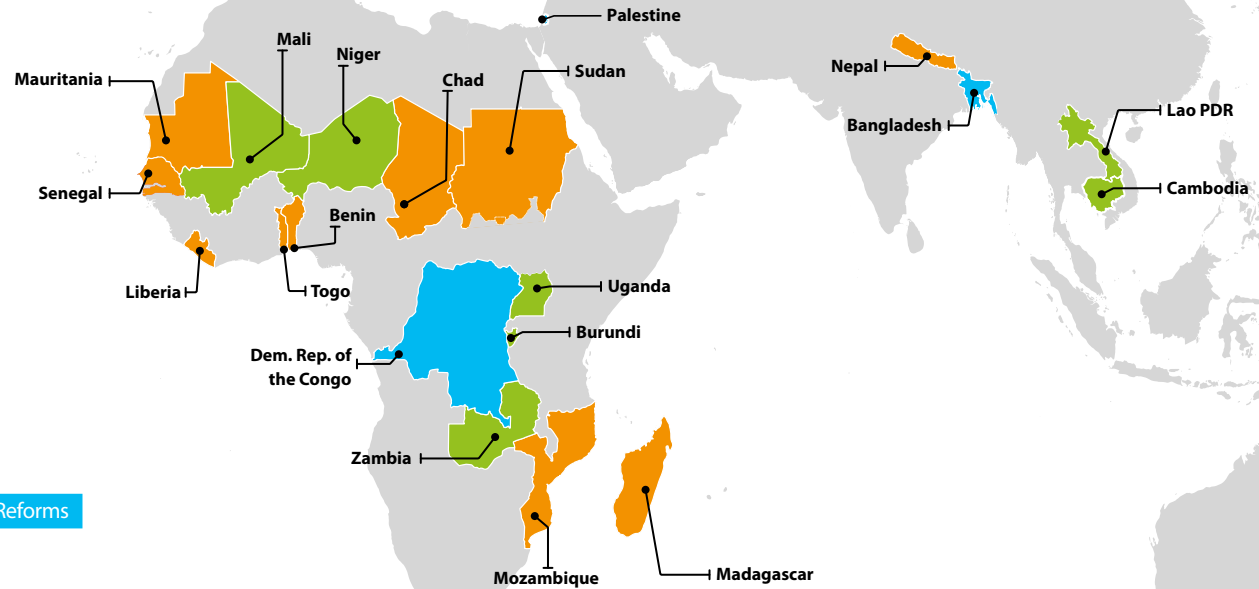 Palestine
Mali
Niger
Mauritania
Chad
Sudan
Nepal
Bangladesh
Lao PDR
Senegal
Cambodia
Benin
Liberia
Togo
Uganda
Burundi
Dem. Rep. of
the Congo
Zambia
Reforms
Mozambique
Madagascar